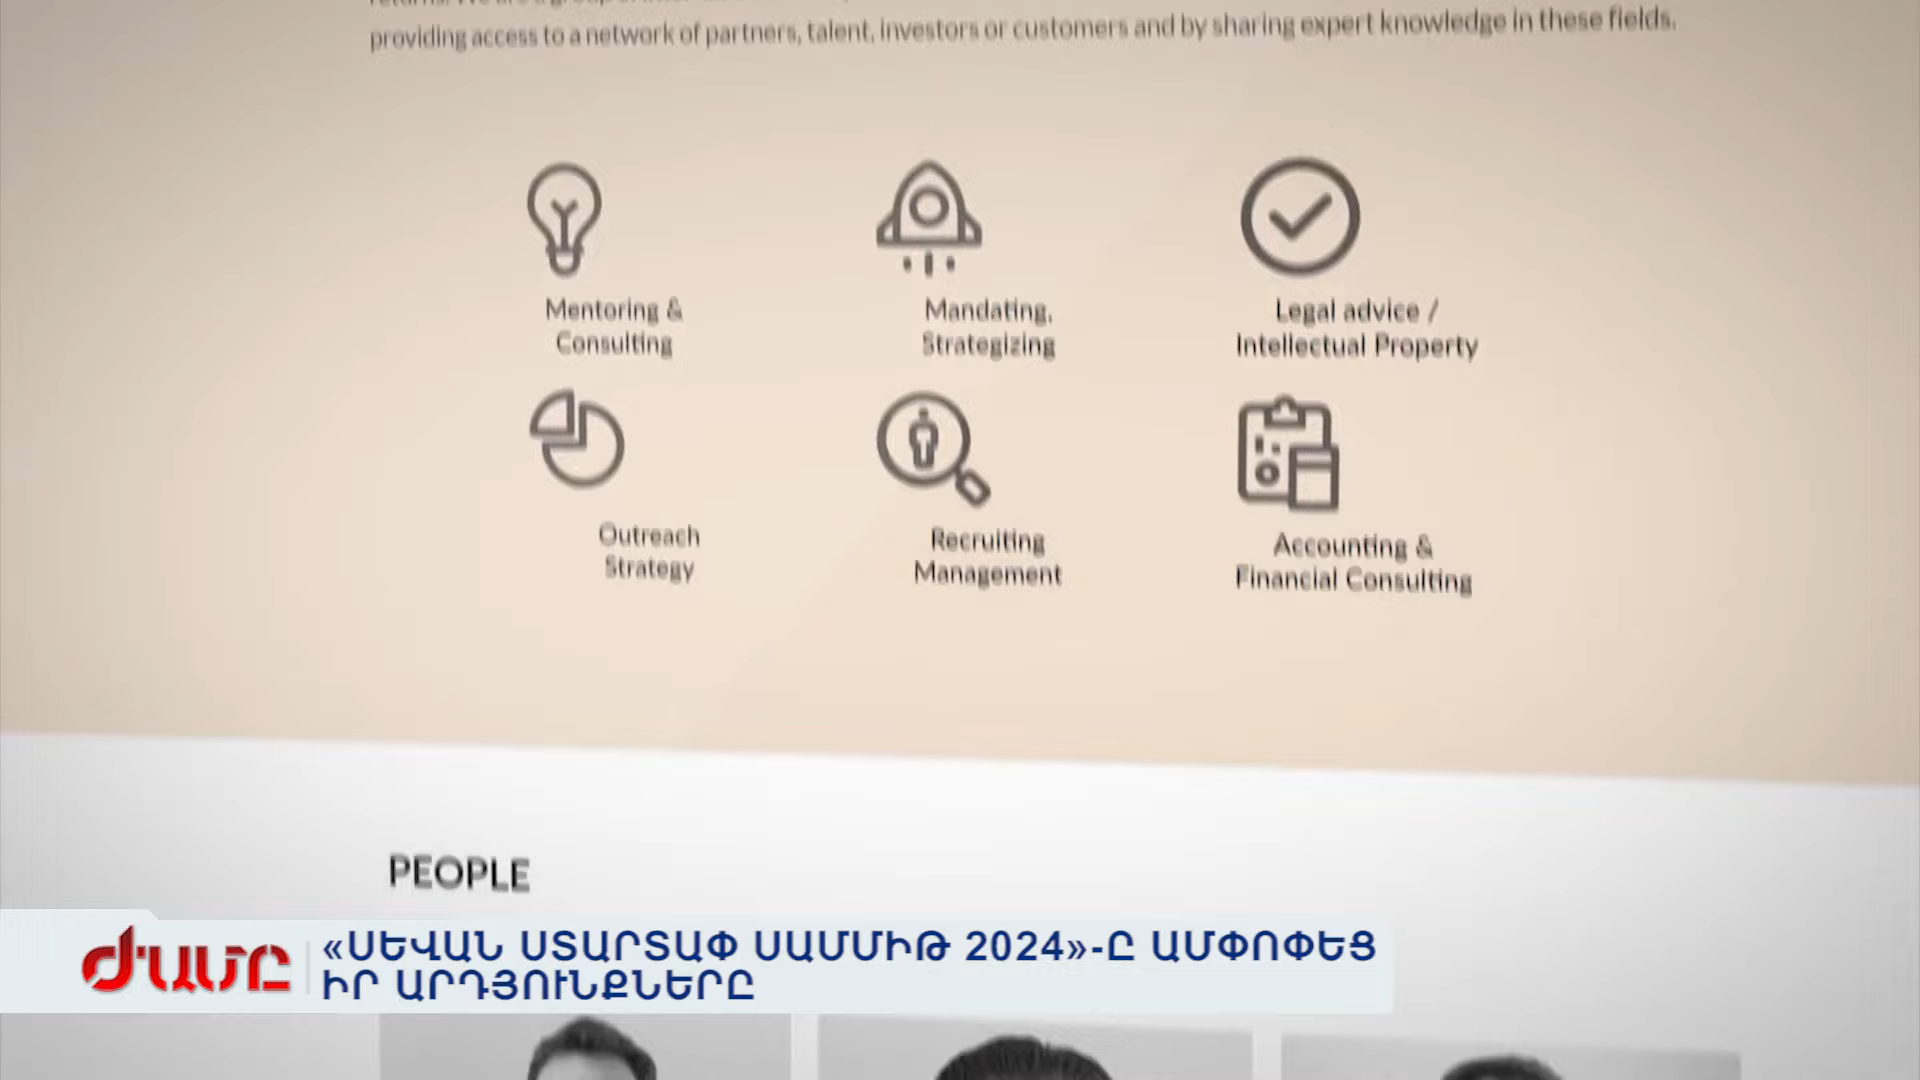 providing access to a network of partners, talent, investors or customers and by sharing expert knowledge in these fields.
Mentoring &
Consulting
Mandating,
Strategizing
Legal advice /
Intellectual Property
Outreach
Strategy
Recruiting
Management
Accounting &
Financial Consulting
PEOPLE
ԺԱՄԸ
«ՍԵՎԱՆ ՍՏԱՐՏԱՓ ՍԱՄՄԻԹ 2024»-Ը ԱՄՓՈՓԵՑ
ԻՐ ԱՐԴՅՈՒՆՔՆԵՐԸ